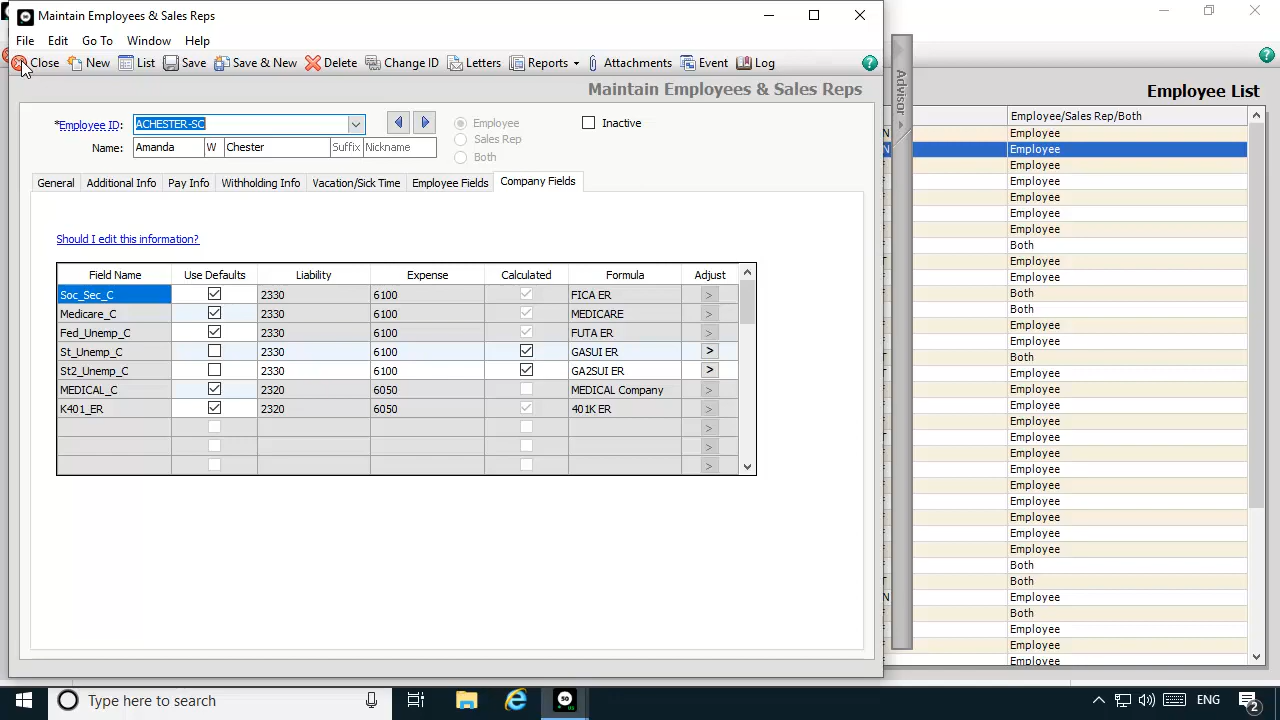 Maintain Employees & Sales Reps
File Edit Go To Window Help
Close New List Save Save & New Delete Change ID Letters Reports Attachments Event Log
Maintain Employees & Sales Reps
*Employee ID: ACHESTER-SC
Employee
Inactive
Name: Amanda W Chester Suffix Nickname
Sales Rep
Both
General Additional Info Pay Info Withholding Info Vacation/Sick Time Employee Fields Company Fields
Should I edit this information?
Field Name Use Defaults Liability Expense Calculated Formula Adjust
Soc_Sec_C 2330 6100 FICA ER >
Medicare_C 2330 6100 MEDICARE >
Fed_Unemp_C 2330 6100 FUTA ER >
St_Unemp_C 2330 6100 GASUI ER >
St2_Unemp_C 2330 6100 GA2SUI ER >
MEDICAL_C 2320 6050 MEDICAL Company >
K401_ER 2320 6050 401K ER >
>
>
>
Advisor
Employee List
Employee/Sales Rep/Both
N Employee
N Employee
Employee
Employee
Employee
Employee
Employee
Both
Employee
Employee
Both
Both
Employee
Employee
Both
Employee
Employee
Employee
Employee
Employee
Employee
Employee
Employee
Employee
Employee
Employee
Employee
Both
Both
N Employee
Both
Employee
Employee
Employee
Type here to search
50
US
ENG
2